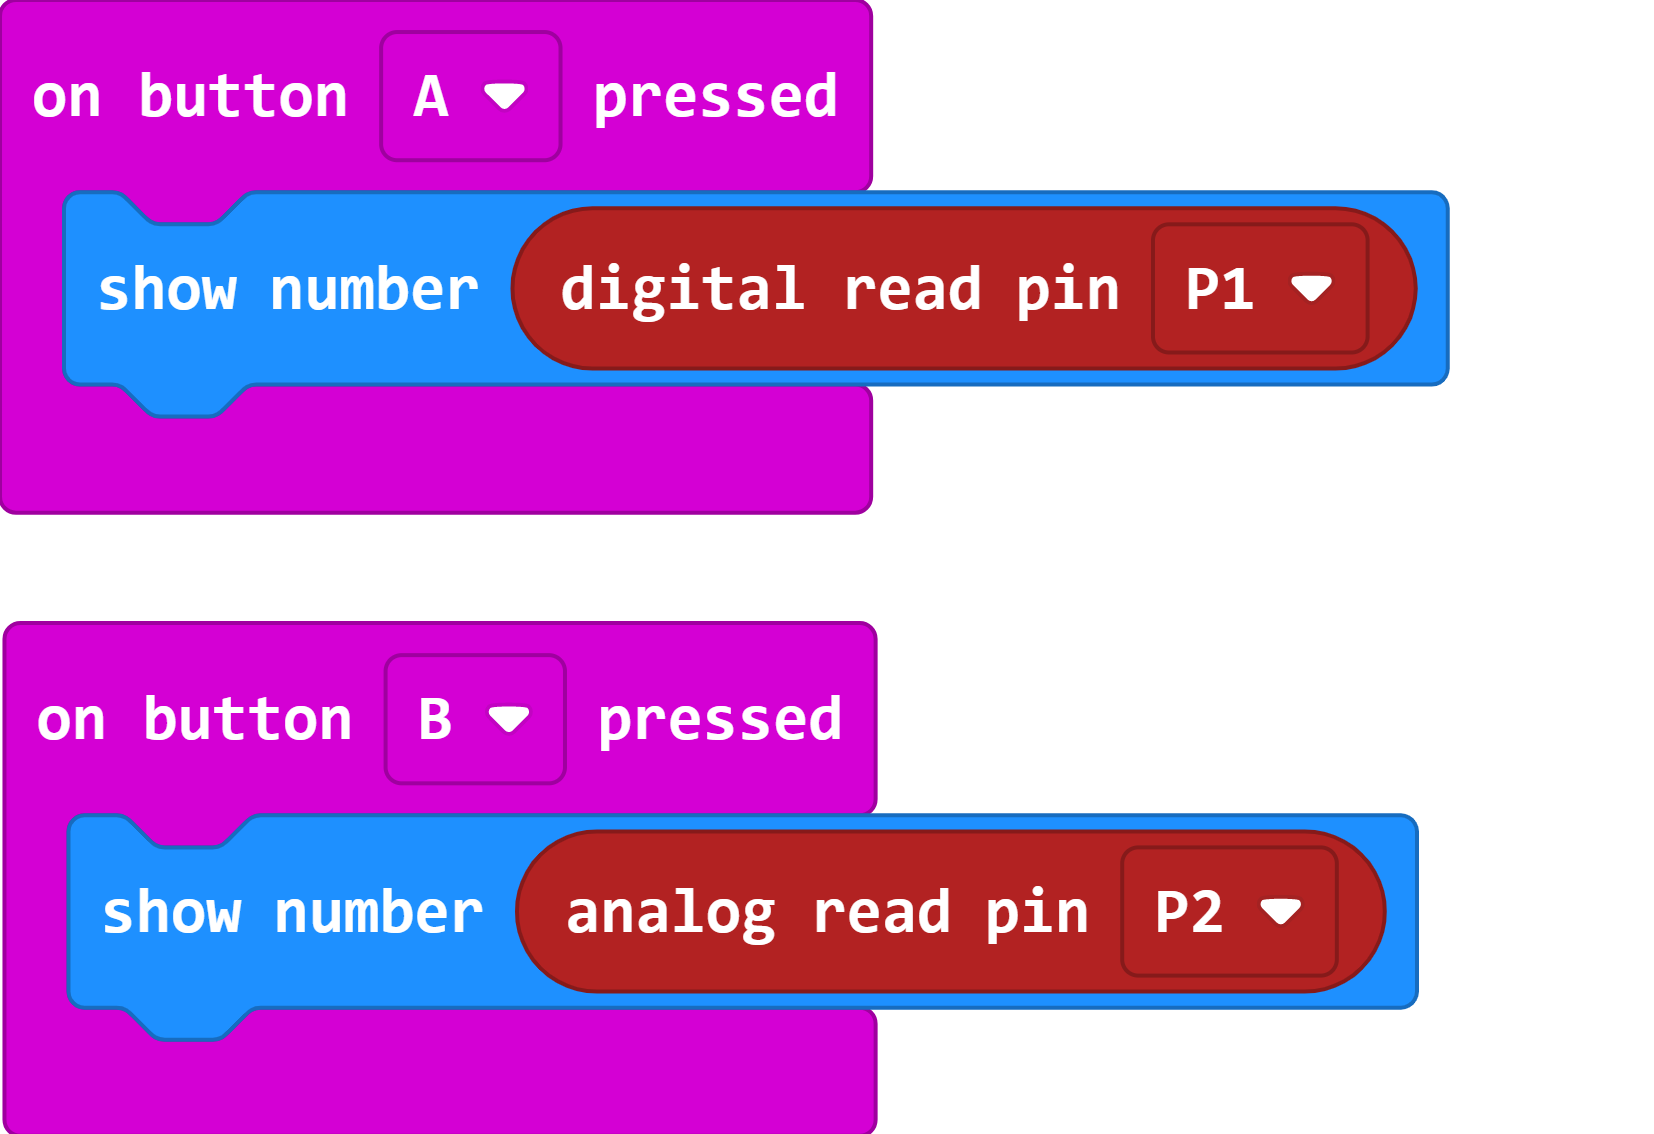 on button A pressed
show number digital read pin P1
on button B pressed
show number analog read pin P2